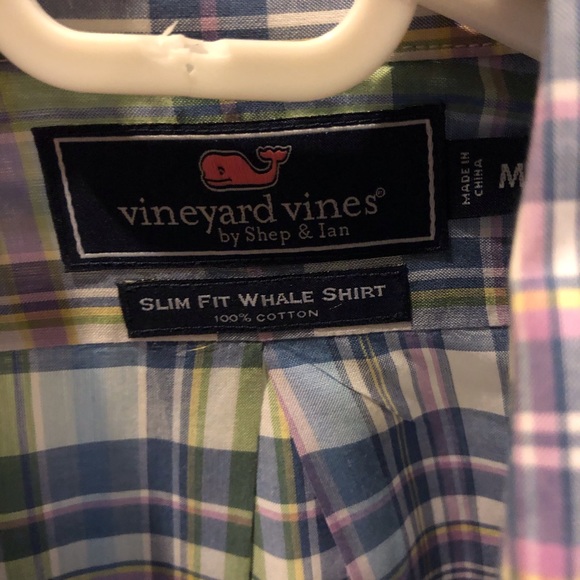 vineyard vines®
by Shep & Ian
MADE IN
CHINA
M
SLIM FIT WHALE SHIRT
100% COTTON